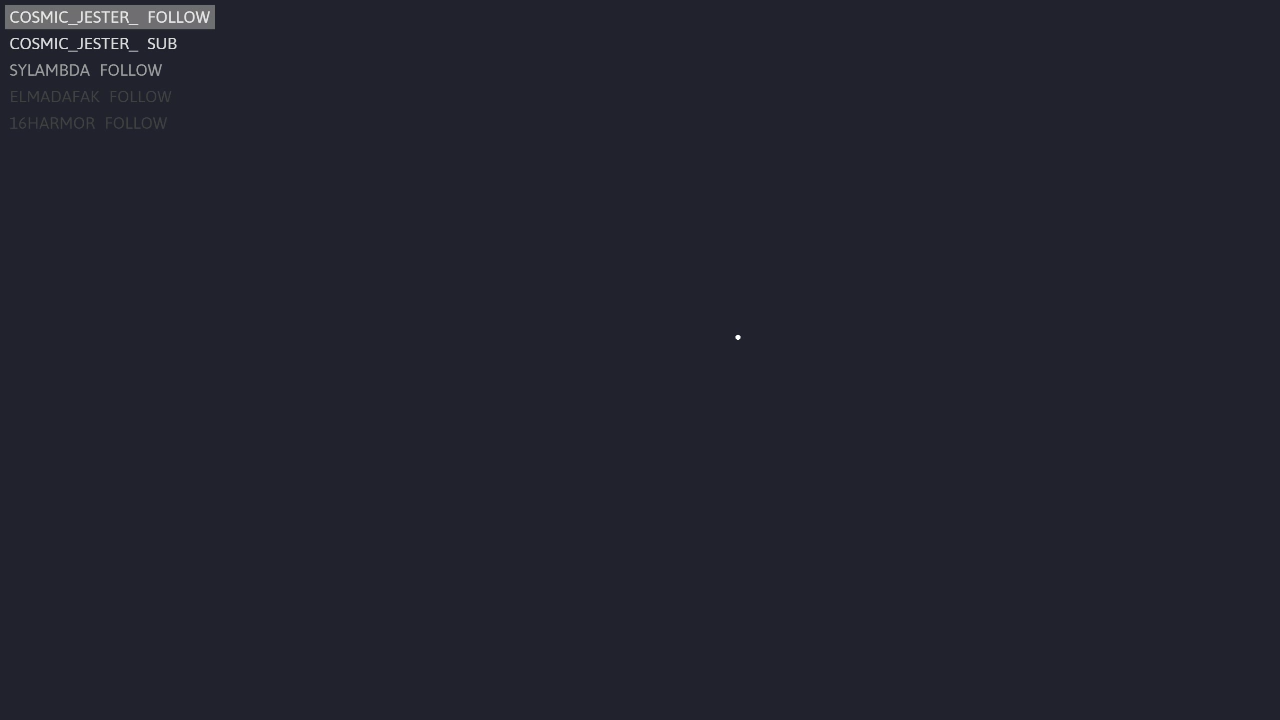 COSMIC_JESTER_ FOLLOW
COSMIC_JESTER_ SUB
SYLAMBDA FOLLOW
ELMADAFAK FOLLOW
16HARMOR FOLLOW